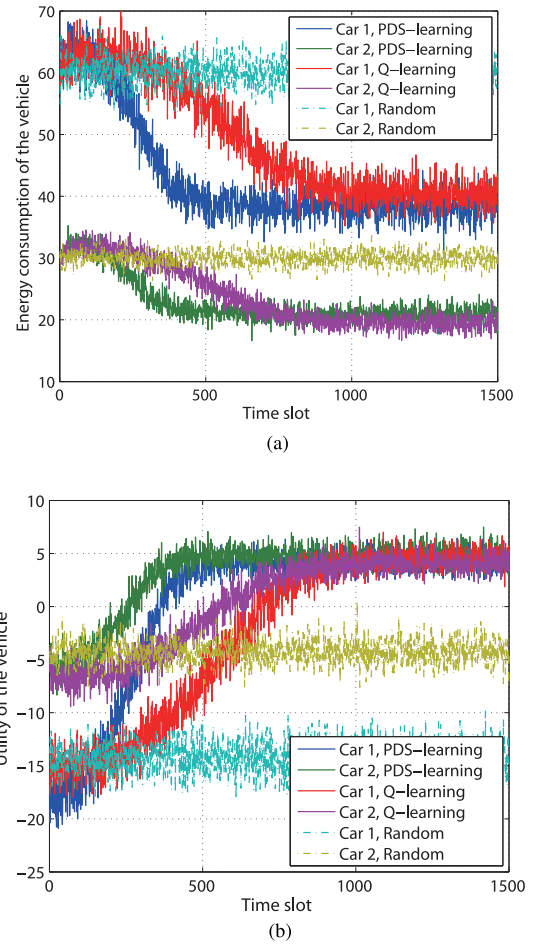 70
60
50
40
30
20
10
Energy consumption of the vehicle
Car 1, PDS-learning
Car 2, PDS-learning
Car 1, Q-learning
Car 2, Q-learning
Car 1, Random
Car 2, Random
0 500 1000 1500
Time slot
(a)
10
5
0
-5
-10
-15
-20
-25
Utility of the vehicle
Car 1, PDS-learning
Car 2, PDS-learning
Car 1, Q-learning
Car 2, Q-learning
Car 1, Random
Car 2, Random
0 500 1000 1500
Time slot
(b)